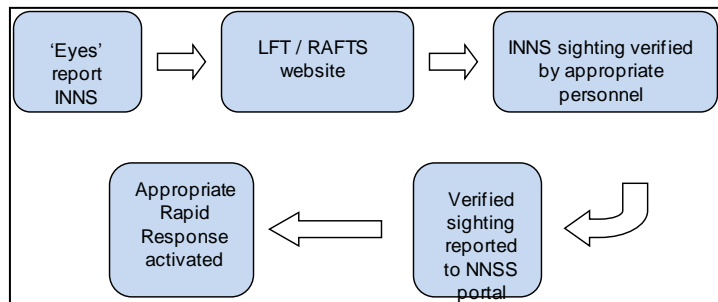 ‘Eyes’
report
INNS
LFT / RAFTS
website
INNS sighting verified
by appropriate
personnel
Verified
sighting
reported
to NNSS
portal
Appropriate
Rapid
Response
activated